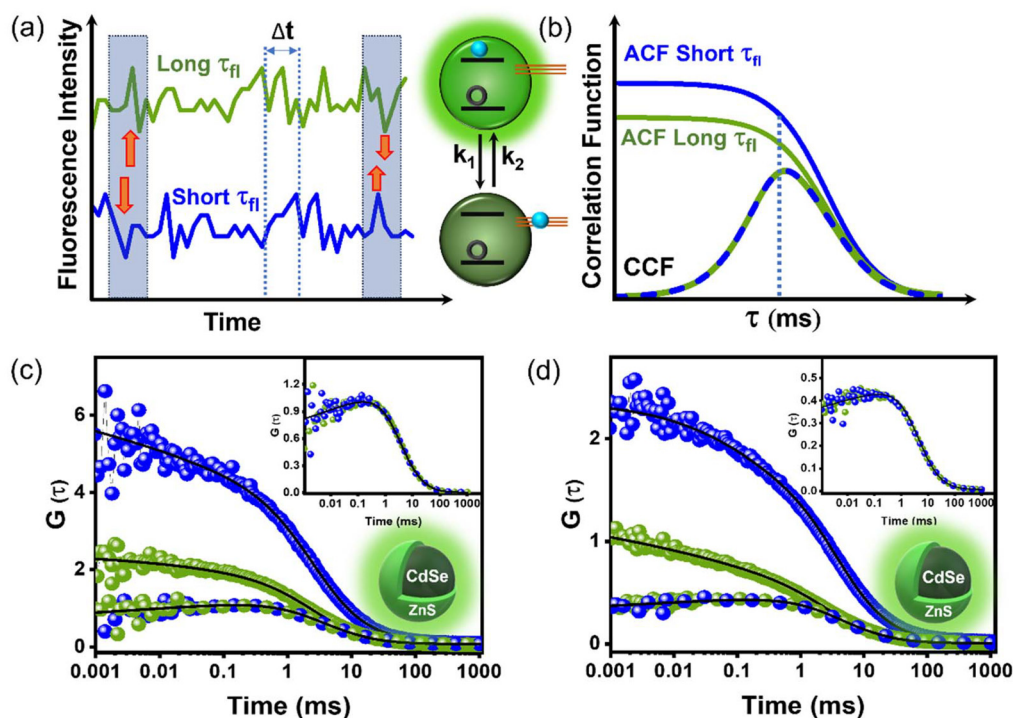 (a)
Fluorescence Intensity
Long τfl
Δt
Short τfl
Time
k1
k2
(b)
Correlation Function
ACF Short τfl
ACF Long τfl
CCF
τ (ms)
(c)
G (τ)
6
4
2
0
0.001
0.01
0.1
1
10
100
1000
Time (ms)
G (τ)
1.2
0.9
0.6
0.3
0.0
0.01
0.1
1
10
100
1000
Time (ms)
CdSe
ZnS
(d)
G (τ)
2
1
0
0.001
0.01
0.1
1
10
100
1000
Time (ms)
G (τ)
0.5
0.4
0.3
0.2
0.1
0.0
0.01
0.1
1
10
100
1000
Time (ms)
CdSe
ZnS